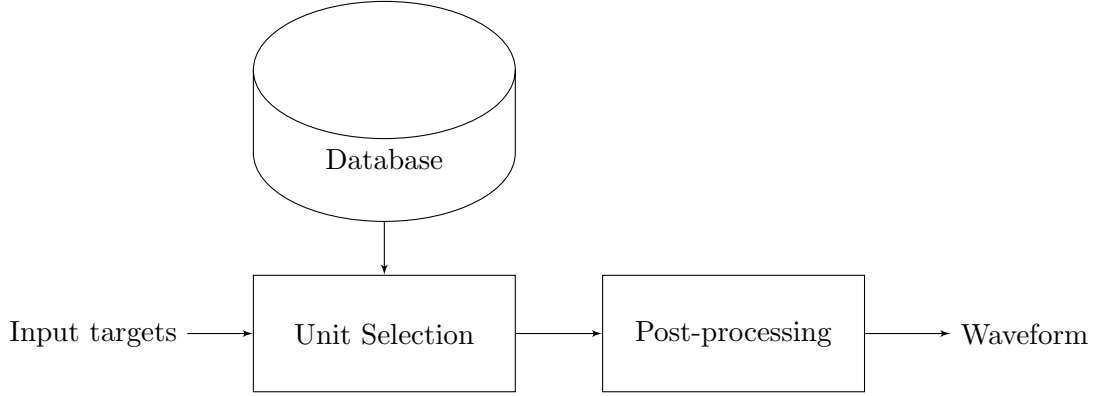 Database
Input targets
Unit Selection
Post-processing
Waveform